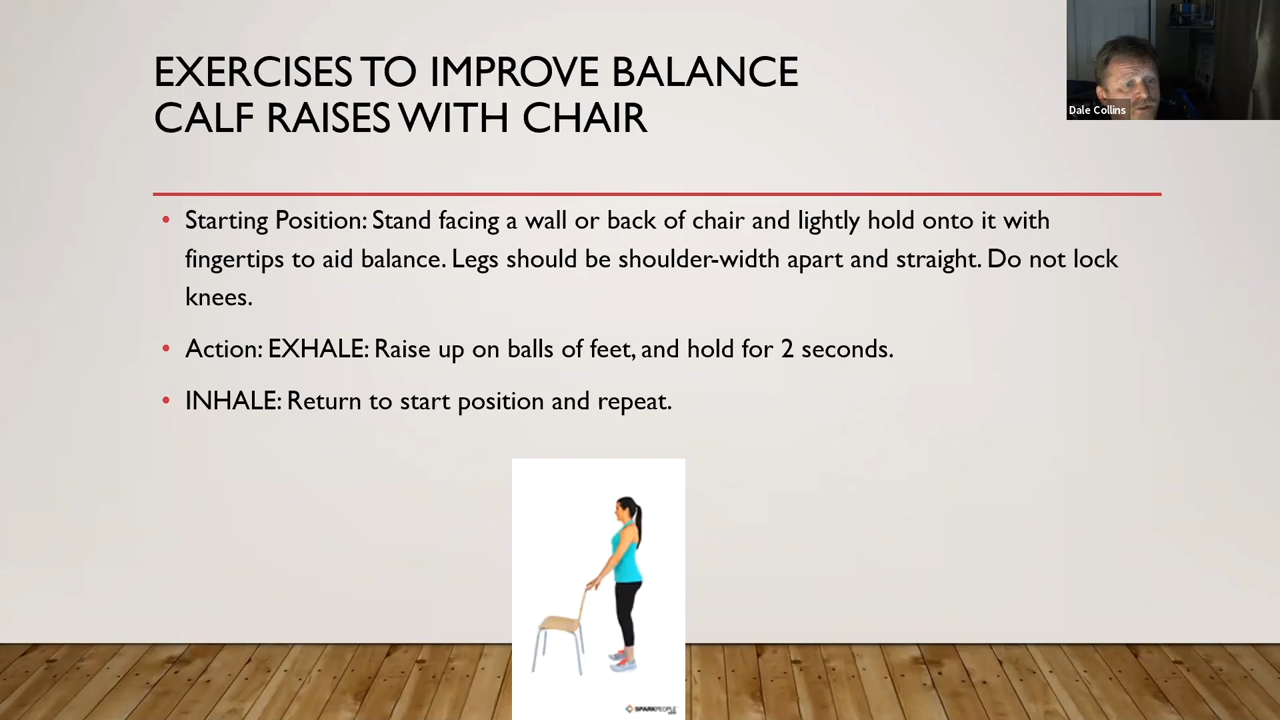 EXERCISES TO IMPROVE BALANCE
CALF RAISES WITH CHAIR
Dale Collins
• Starting Position: Stand facing a wall or back of chair and lightly hold onto it with
fingertips to aid balance. Legs should be shoulder-width apart and straight. Do not lock
knees.
• Action: EXHALE: Raise up on balls of feet, and hold for 2 seconds.
• INHALE: Return to start position and repeat.
SPARKPEOPLE